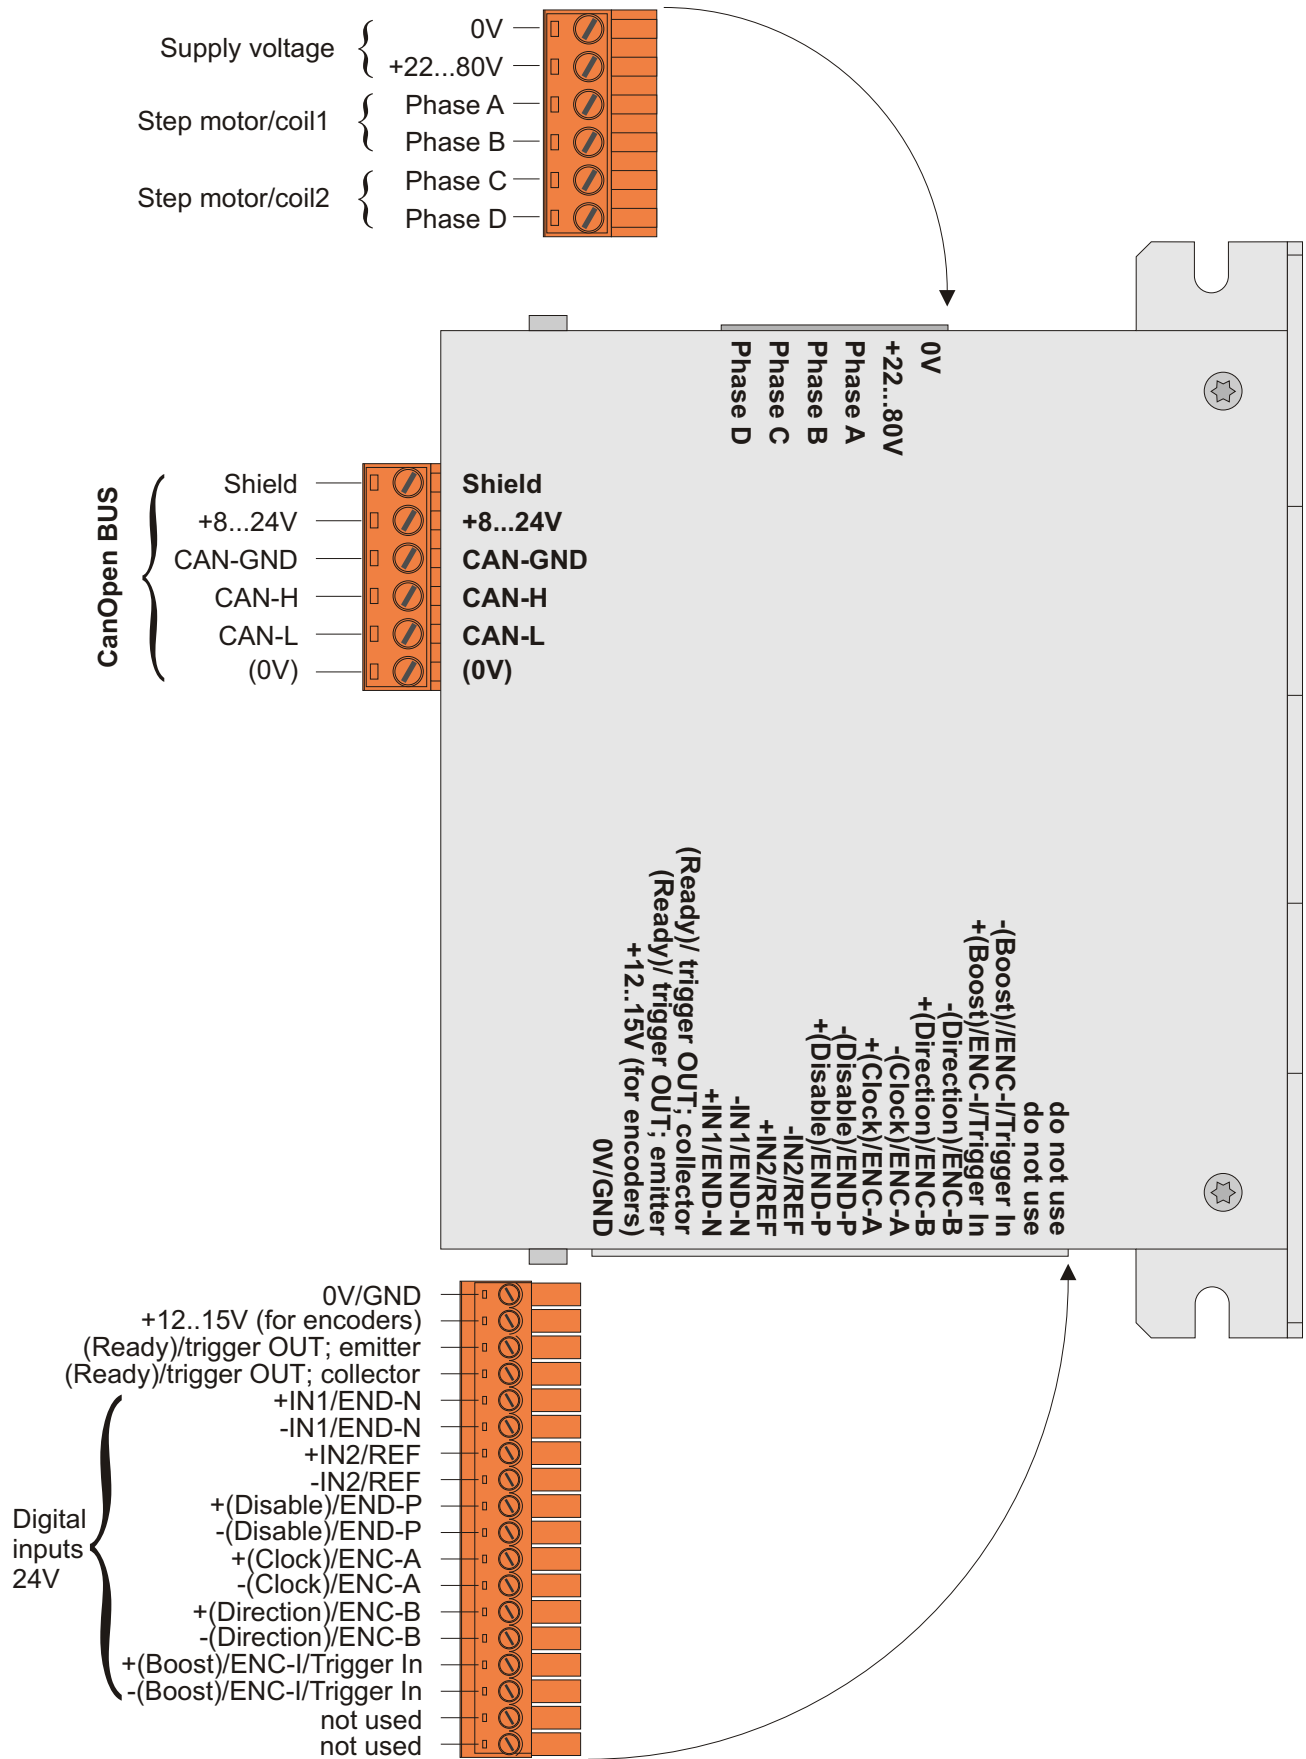 Supply voltage
0V
+22...80V
Step motor/coil1
Phase A
Phase B
Step motor/coil2
Phase C
Phase D
Phase D
Phase C
Phase B
Phase A
+22...80V
0V
CanOpen BUS
Shield
+8...24V
CAN-GND
CAN-H
CAN-L
(0V)
Shield
+8...24V
CAN-GND
CAN-H
CAN-L
(0V)
0V/GND
+12..15V (for encoders)
(Ready)/ trigger OUT; emitter
(Ready)/ trigger OUT; collector
+IN1/END-N
-IN1/END-N
+IN2/REF
-IN2/REF
+(Disable)/END-P
-(Disable)/END-P
+(Clock)/ENC-A
-(Clock)/ENC-A
+(Direction)/ENC-B
-(Direction)/ENC-B
+(Boost)/ENC-I/Trigger In
-(Boost)//ENC-I/Trigger In
do not use
do not use
0V/GND
+12..15V (for encoders)
(Ready)/trigger OUT; emitter
(Ready)/trigger OUT; collector
Digital
inputs
24V
+IN1/END-N
-IN1/END-N
+IN2/REF
-IN2/REF
+(Disable)/END-P
-(Disable)/END-P
+(Clock)/ENC-A
-(Clock)/ENC-A
+(Direction)/ENC-B
-(Direction)/ENC-B
+(Boost)/ENC-I/Trigger In
-(Boost)/ENC-I/Trigger In
not used
not used